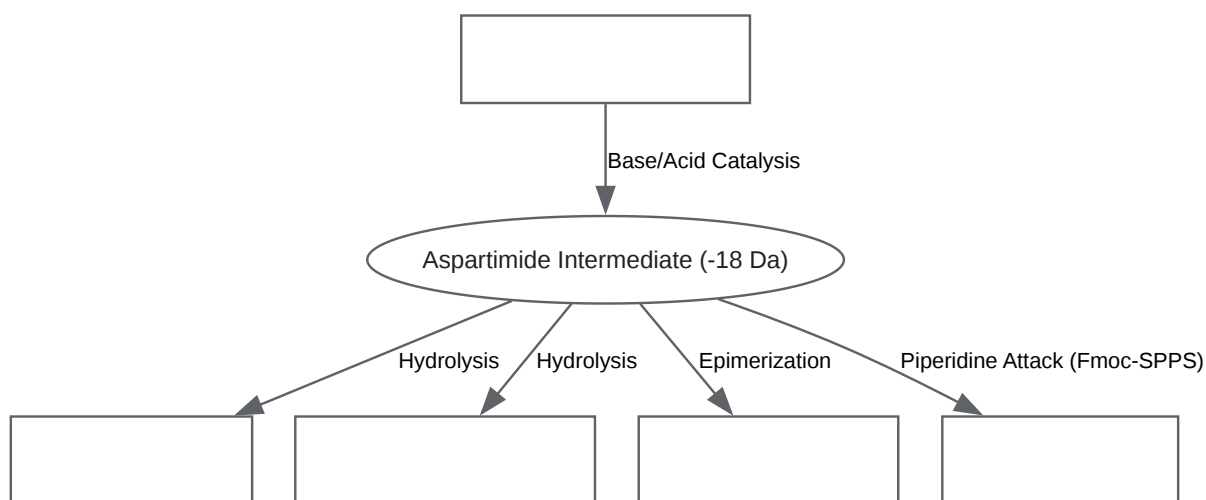 Base/Acid Catalysis
Aspartimide Intermediate (-18 Da)
Hydrolysis
Hydrolysis
Epimerization
Piperidine Attack (Fmoc-SPPS)